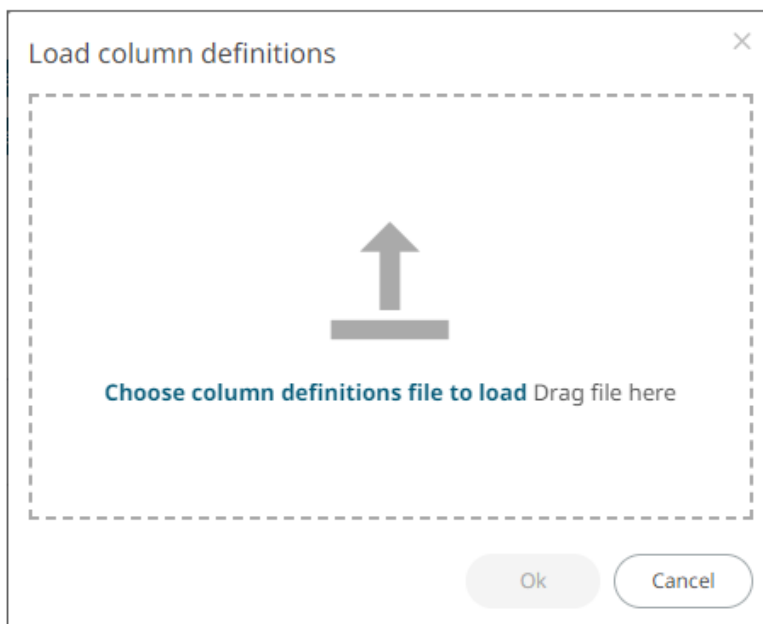 Load column definitions
Choose column definitions file to load Drag file here
Ok
Cancel